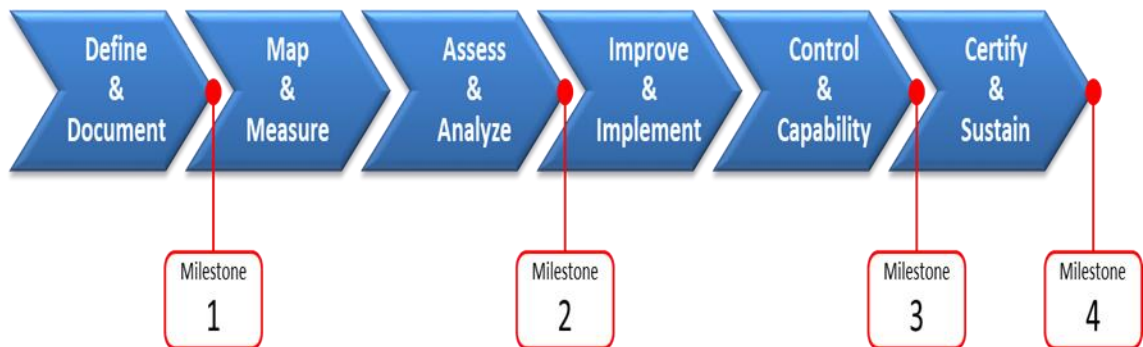 Define
&
Document
Map
&
Measure
Assess
&
Analyze
Improve
&
Implement
Control
&
Capability
Certify
&
Sustain
Milestone
1
Milestone
2
Milestone
3
Milestone
4